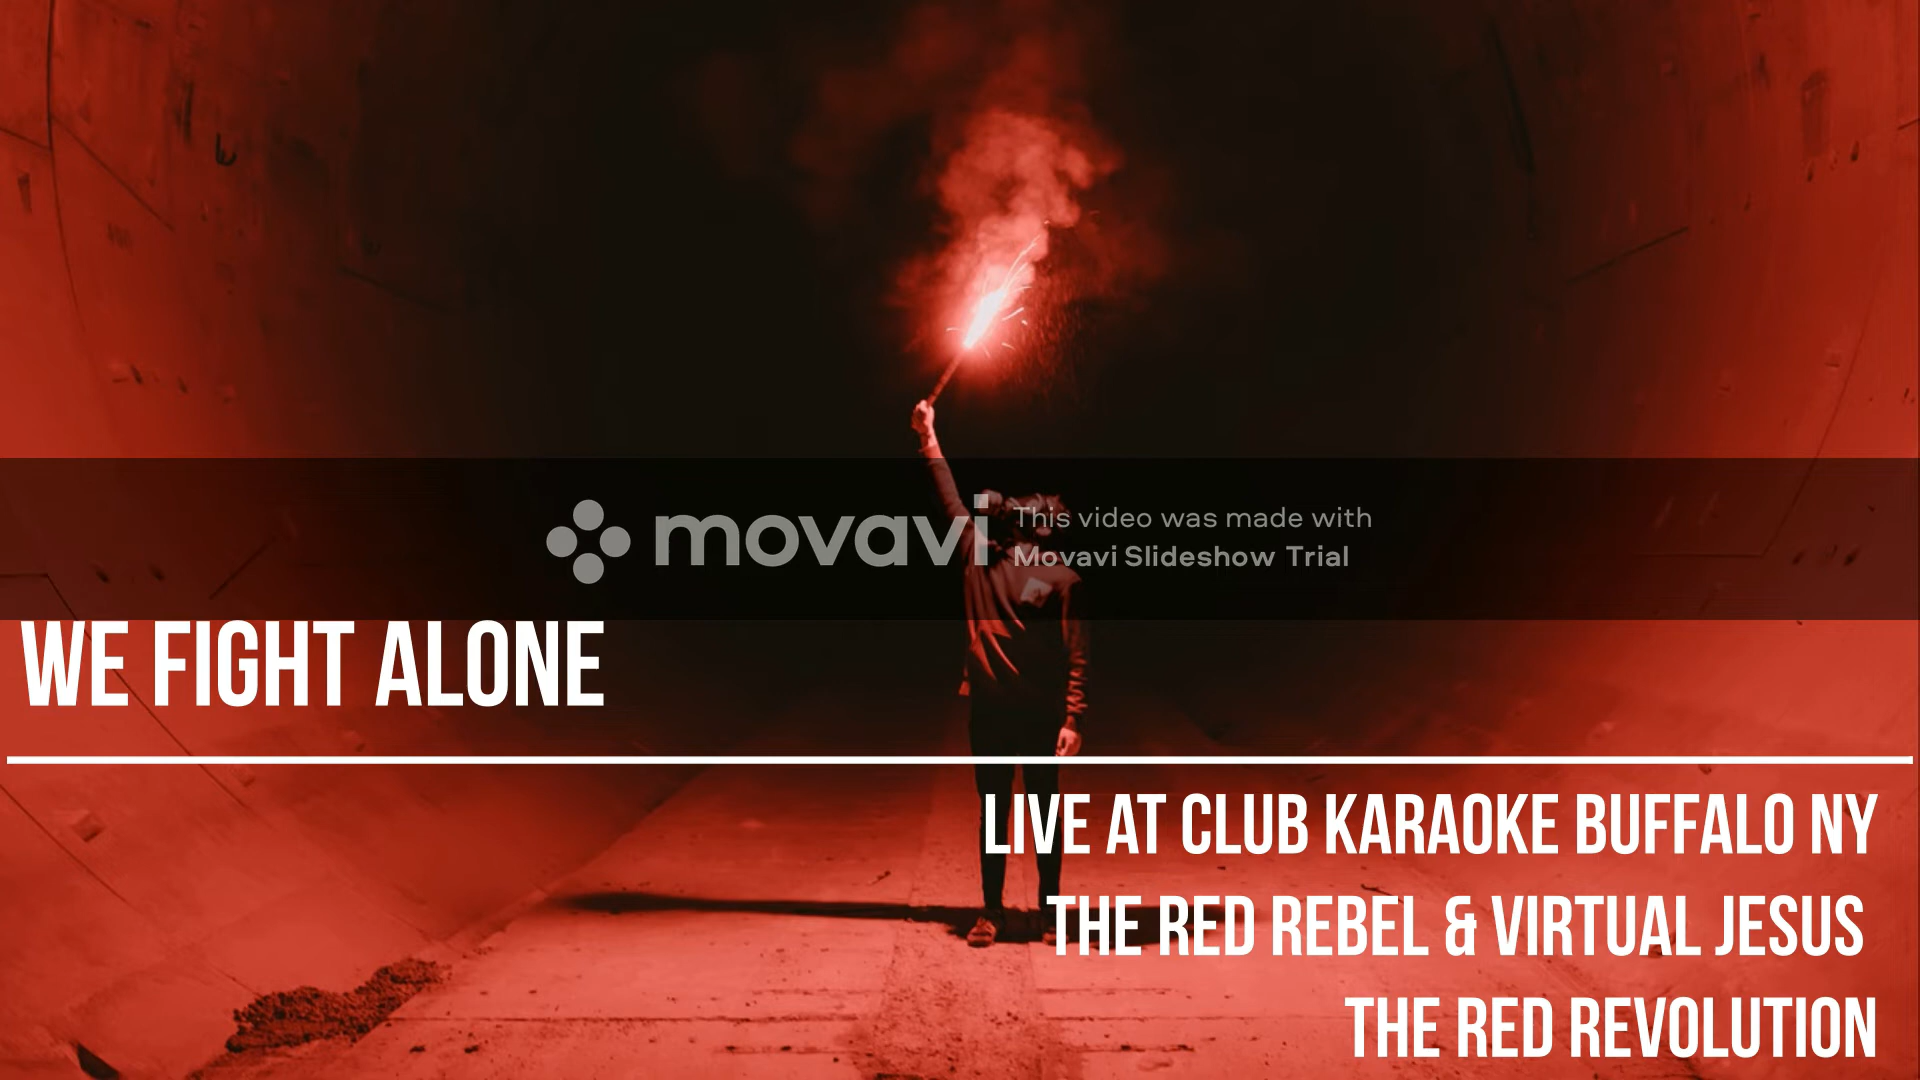 movavi
This video was made with
Movavi Slideshow Trial
WE FIGHT ALONE
LIVE AT CLUB KARAOKE BUFFALO NY
THE RED REBEL & VIRTUAL JESUS
THE RED REVOLUTION